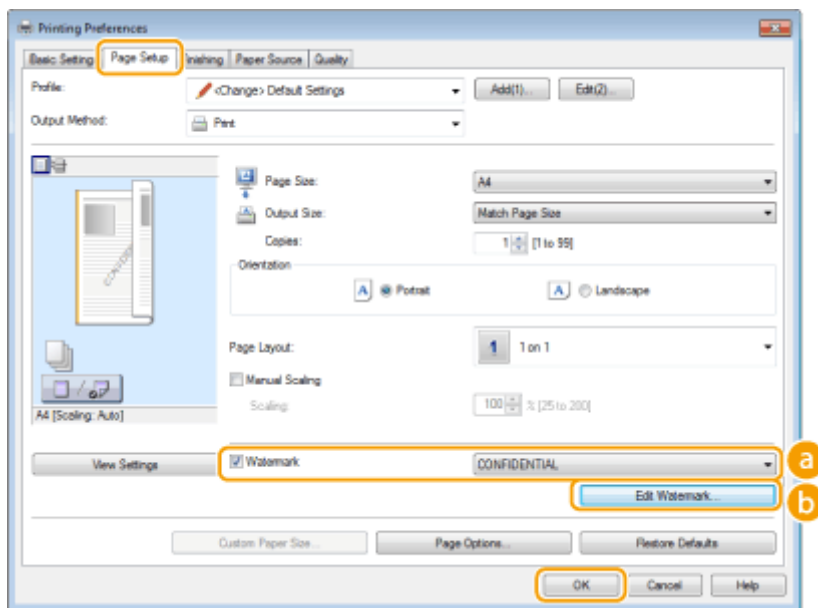 Printing Preferences
Basic Setting Page Setup Finishing Paper Source Quality
Profile: <Change> Default Settings Add(1)... Edit(2)...
Output Method: Print
Page Size: A4
Output Size: Match Page Size
Copies: 1 [1 to 99]
Orientation
A Portrait A Landscape
CONFID
Page Layout: 1 1 on 1
Manual Scaling
Scaling: 100 % [25 to 200]
A4 [Scaling: Auto]
View Settings Watermark CONFIDENTIAL a
Edit Watermark... b
Custom Paper Size... Page Options... Restore Defaults
OK Cancel Help